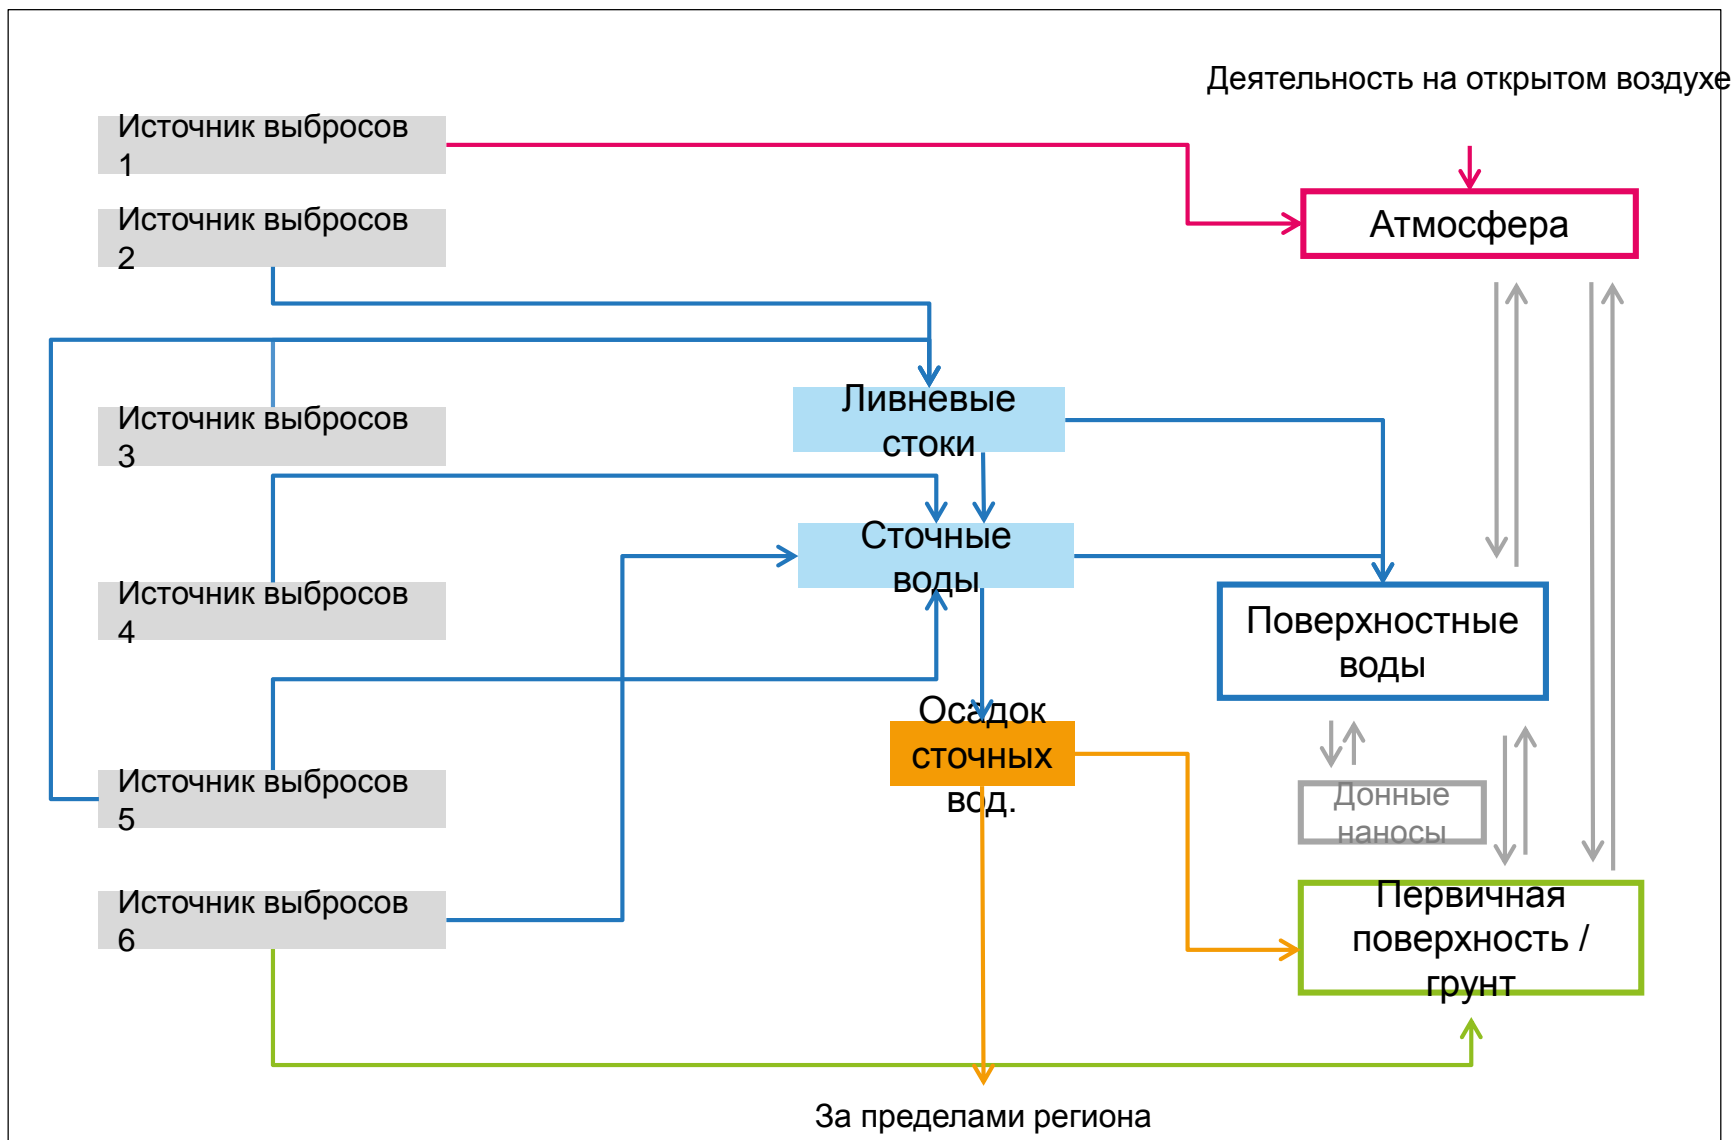 Деятельность на открытом воздухе
Источник выбросов
1
Источник выбросов
2
Атмосфера
Источник выбросов
3
Ливневые
стоки
Источник выбросов
4
Сточные
воды
Поверхностные
воды
Источник выбросов
5
Осадок
сточных
вод.
Донные
наносы
Источник выбросов
6
Первичная
поверхность /
грунт
За пределами региона